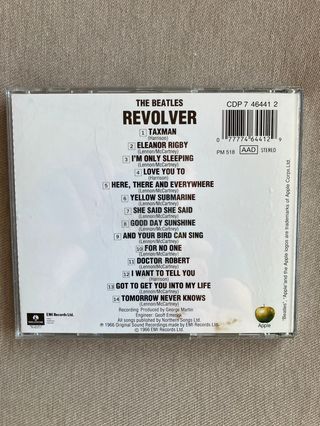 THE BEATLES
REVOLVER
CDP 7 46441 2
0 77774 64412 9
PM 518 AAD STEREO
1 TAXMAN
(Harrison)
2 ELEANOR RIGBY
(Lennon/McCartney)
3 I'M ONLY SLEEPING
(Lennon/McCartney)
4 LOVE YOU TO
(Harrison)
5 HERE, THERE AND EVERYWHERE
(Lennon/McCartney)
6 YELLOW SUBMARINE
(Lennon/McCartney)
7 SHE SAID SHE SAID
(Lennon/McCartney)
8 GOOD DAY SUNSHINE
(Lennon/McCartney)
9 AND YOUR BIRD CAN SING
(Lennon/McCartney)
10 FOR NO ONE
(Lennon/McCartney)
11 DOCTOR ROBERT
(Lennon/McCartney)
12 I WANT TO TELL YOU
(Harrison)
13 GOT TO GET YOU INTO MY LIFE
(Lennon/McCartney)
14 TOMORROW NEVER KNOWS
(Lennon/McCartney)
Recording Produced by George Martin
Engineer: Geoff Emerick
All songs published by Northern Songs Ltd.
℗ 1966 Original Sound Recordings made by EMI Records Ltd.
© 1966 EMI Records Ltd.
EMI Records Ltd.
Apple
"Beatles", "Apple" and the Apple logos are trademarks of Apple Corps Ltd.